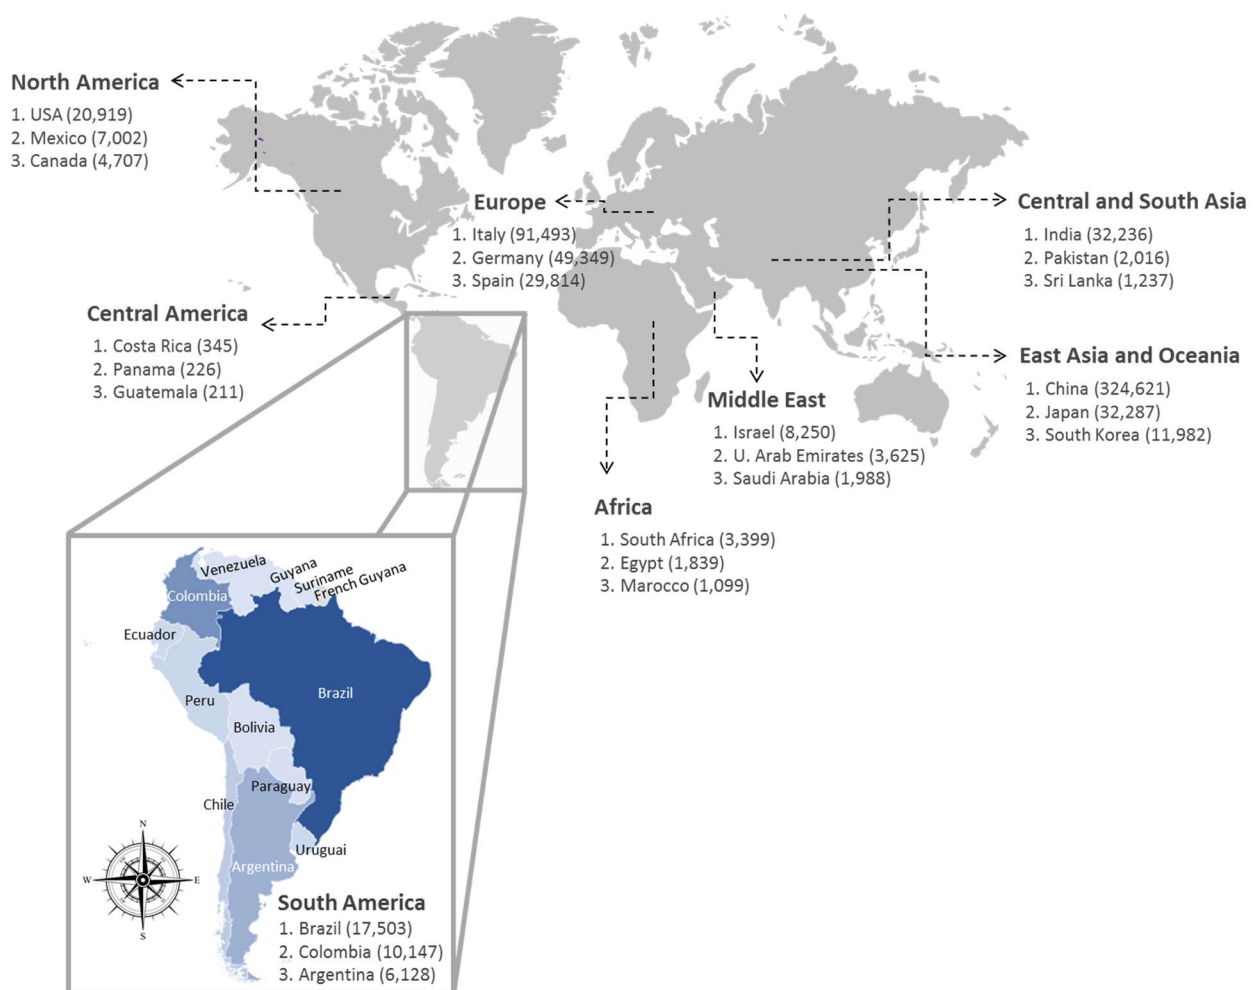 North America
1. USA (20,919)
2. Mexico (7,002)
3. Canada (4,707)
Europe
1. Italy (91,493)
2. Germany (49,349)
3. Spain (29,814)
Central and South Asia
1. India (32,236)
2. Pakistan (2,016)
3. Sri Lanka (1,237)
Central America
1. Costa Rica (345)
2. Panama (226)
3. Guatemala (211)
East Asia and Oceania
1. China (324,621)
2. Japan (32,287)
3. South Korea (11,982)
Middle East
1. Israel (8,250)
2. U. Arab Emirates (3,625)
3. Saudi Arabia (1,988)
Africa
1. South Africa (3,399)
2. Egypt (1,839)
3. Marocco (1,099)
Venezuela
Guyana
Suriname
French Guyana
Colombia
Ecuador
Brazil
Peru
Bolivia
Paraguay
Chile
Uruguai
Argentina
N
W
E
S
South America
1. Brazil (17,503)
2. Colombia (10,147)
3. Argentina (6,128)